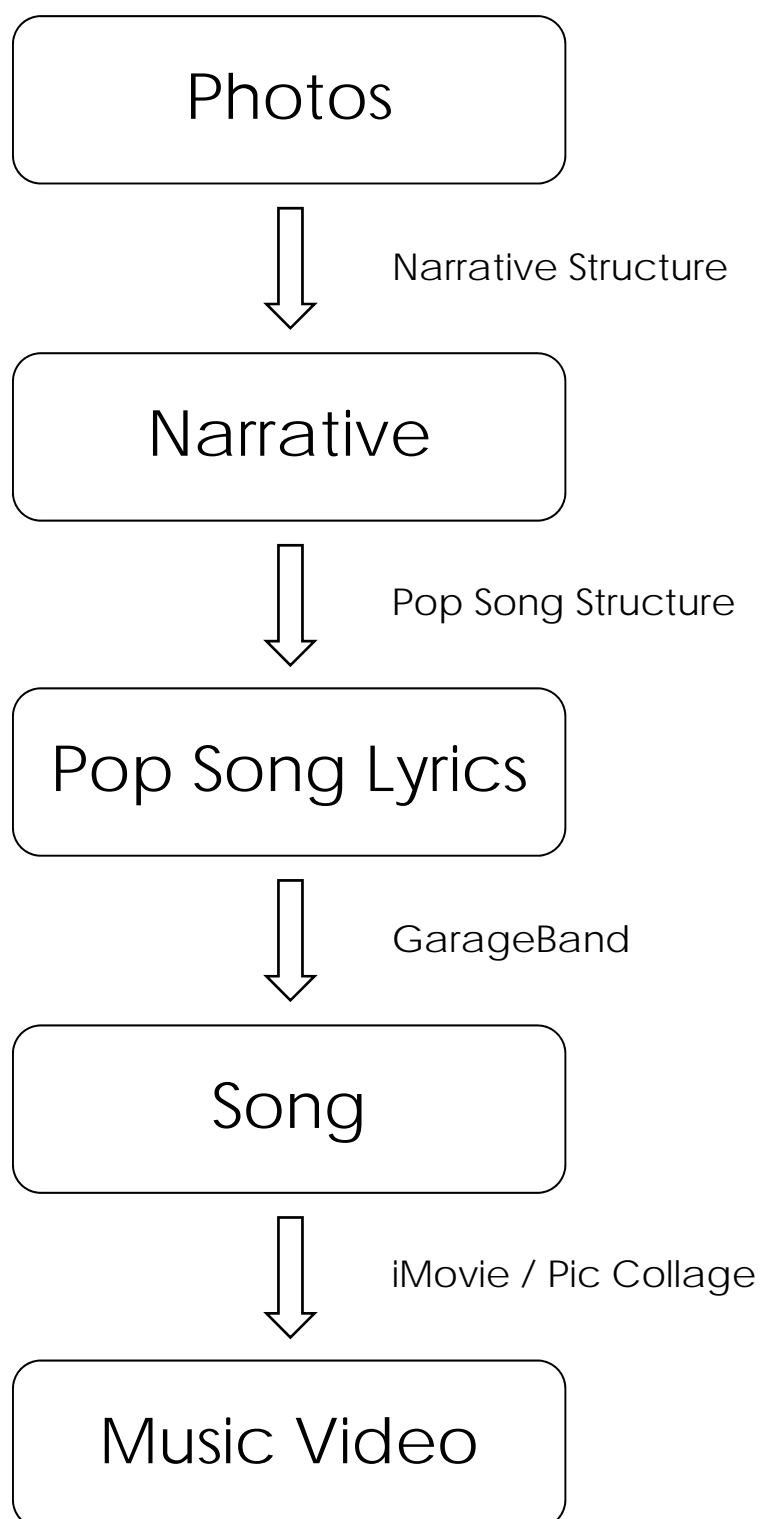 Photos
Narrative Structure
Narrative
Pop Song Structure
Pop Song Lyrics
GarageBand
Song
iMovie / Pic Collage
Music Video